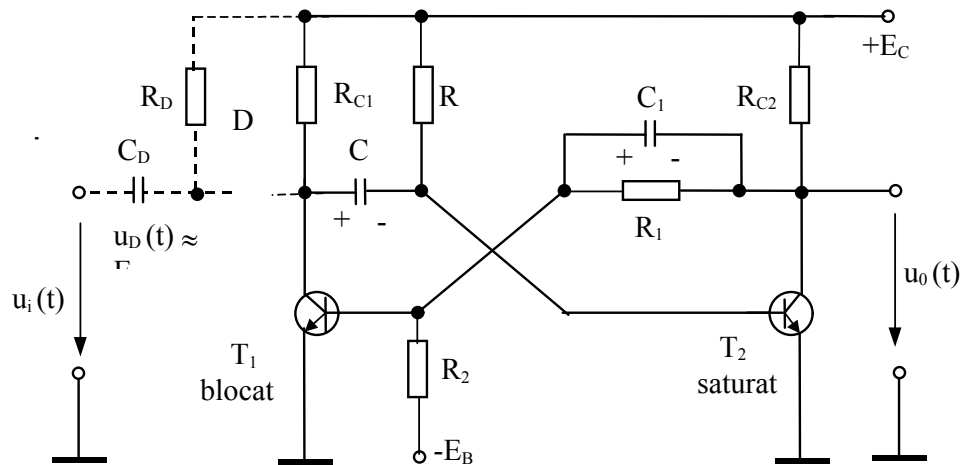 +E_C
R_D
D
R_C1
R
C_1
R_C2
C_D
C
+ -
+ -
R_1
u_D(t) ≈
u_i(t)
u_0(t)
T_1
blocat
R_2
T_2
saturat
-E_B